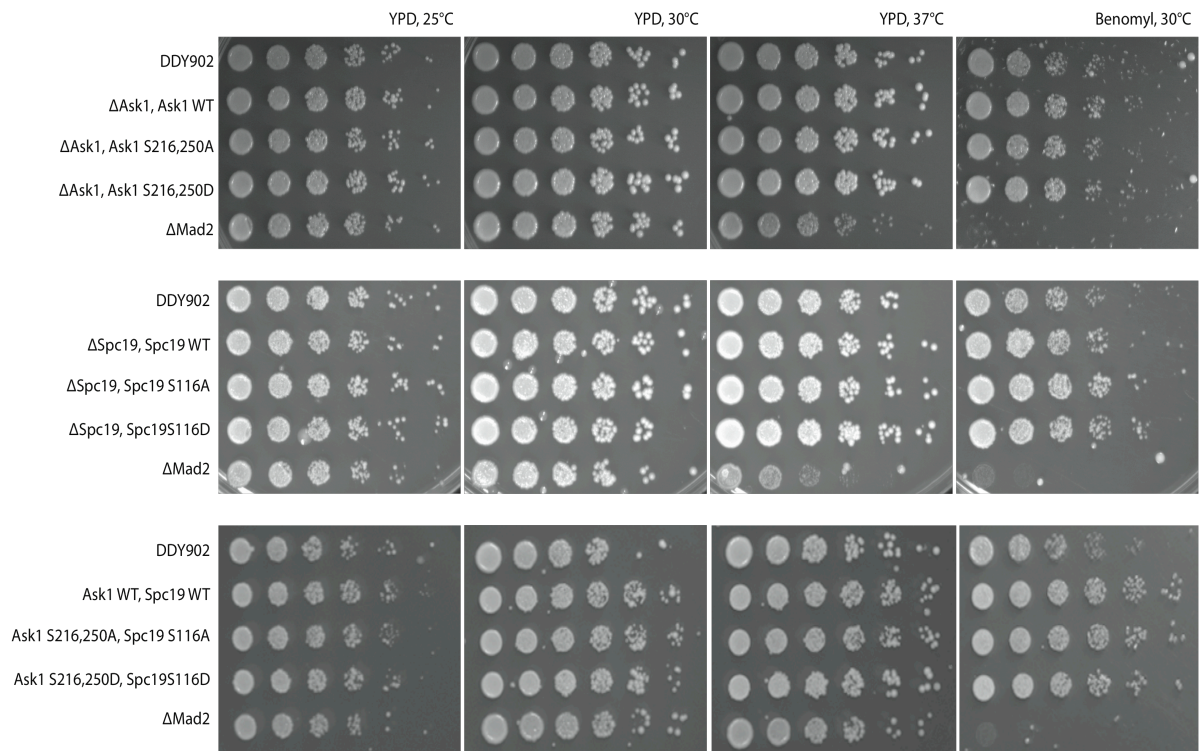 YPD, 25°C YPD, 30°C YPD, 37°C Benomyl, 30°C
DDY902
ΔAsk1, Ask1 WT
ΔAsk1, Ask1 S216,250A
ΔAsk1, Ask1 S216,250D
ΔMad2
DDY902
ΔSpc19, Spc19 WT
ΔSpc19, Spc19 S116A
ΔSpc19, Spc19S116D
ΔMad2
DDY902
Ask1 WT, Spc19 WT
Ask1 S216,250A, Spc19 S116A
Ask1 S216,250D, Spc19S116D
ΔMad2